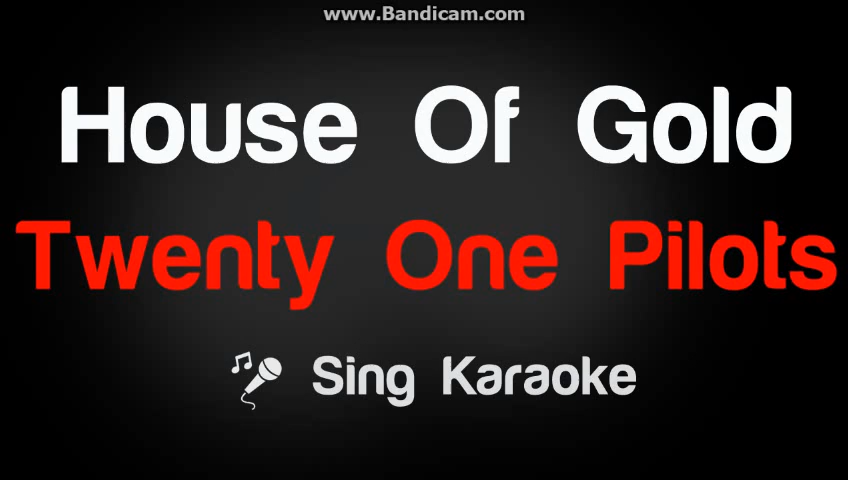 www.Bandicam.com
House Of Gold
Twenty One Pilots
Sing Karaoke